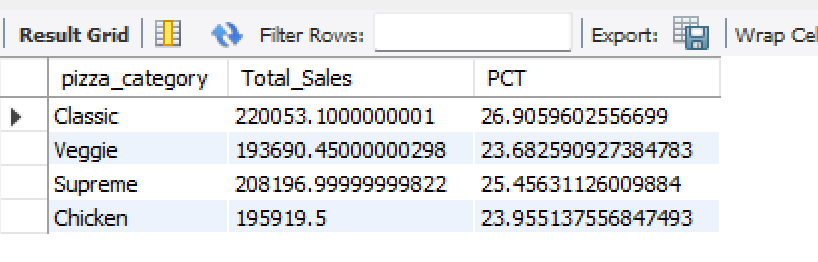 Result Grid Filter Rows: Export: Wrap Cel
pizza_category Total_Sales PCT
Classic 220053.1000000001 26.9059602556699
Veggie 193690.45000000298 23.682590927384783
Supreme 208196.99999999822 25.45631126009884
Chicken 195919.5 23.955137556847493